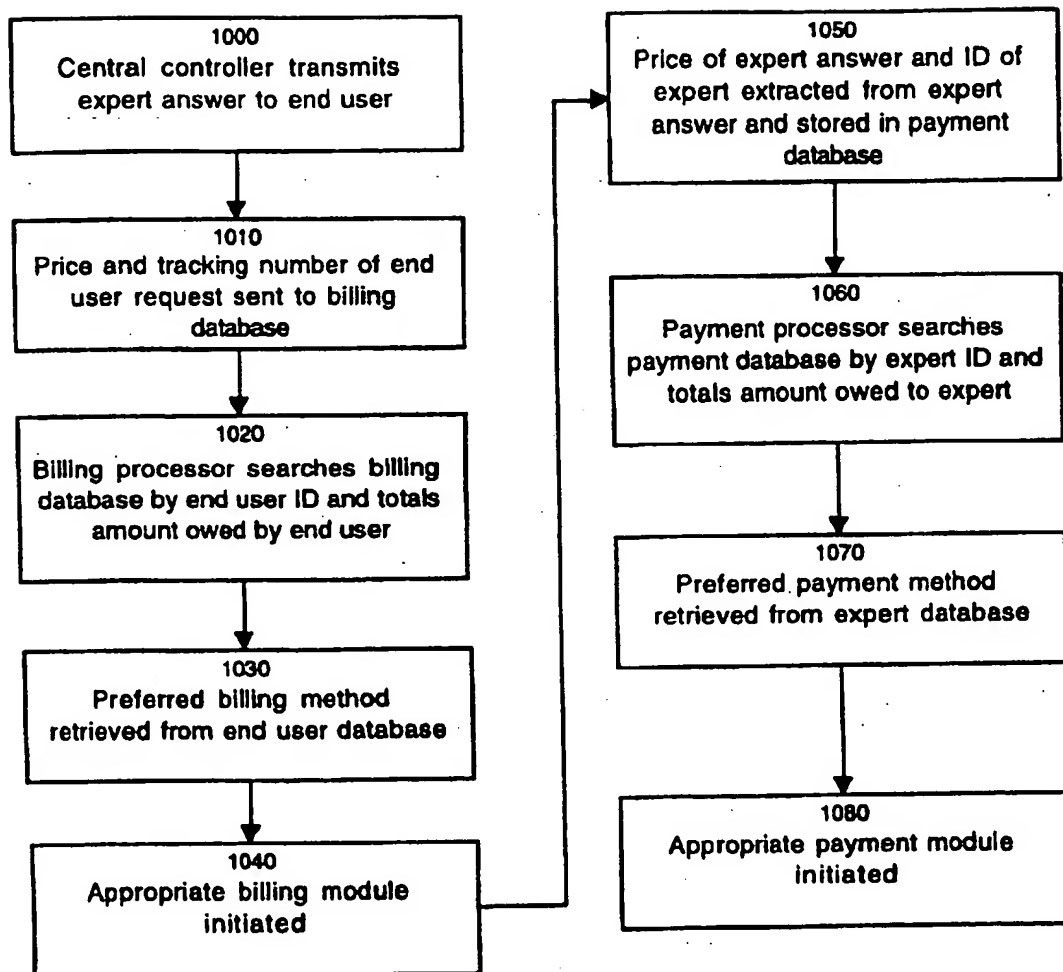 1000
Central controller transmits
expert answer to end user
1010
Price and tracking number of end
user request sent to billing
database
1020
Billing processor searches billing
database by end user ID and totals
amount owed by end user
1030
Preferred billing method
retrieved from end user database
1040
Appropriate billing module
initiated
1050
Price of expert answer and ID of
expert extracted from expert
answer and stored in payment
database
1060
Payment processor searches
payment database by expert ID and
totals amount owed to expert
1070
Preferred payment method
retrieved from expert database
1080
Appropriate payment module
initiated